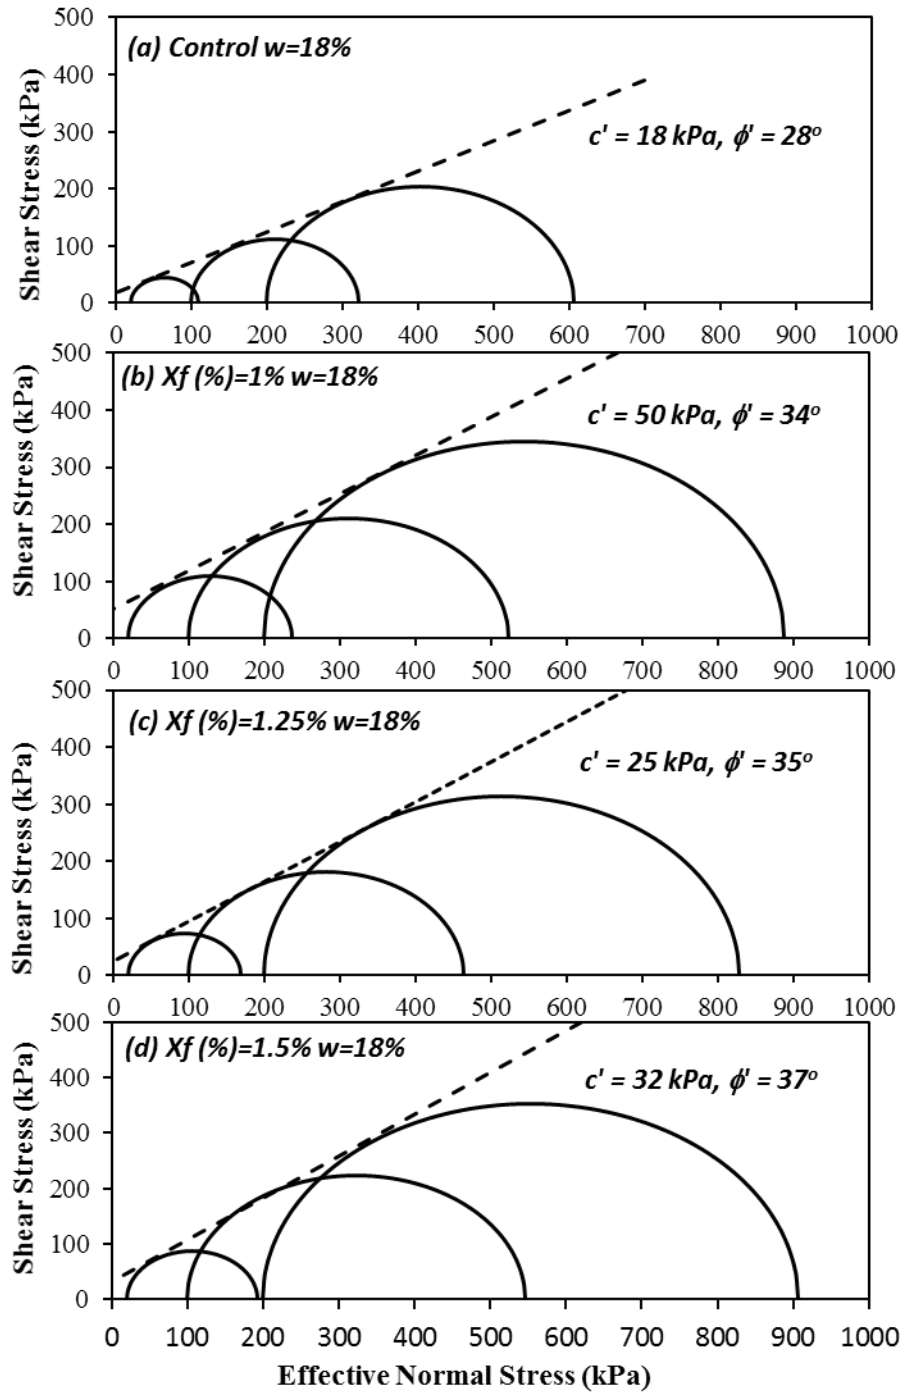 (a) Control w=18%
c' = 18 kPa, ϕ' = 28°
Shear Stress (kPa)
500
400
300
200
100
0
0 100 200 300 400 500 600 700 800 900 1000
(b) Xf (%)=1% w=18%
c' = 50 kPa, ϕ' = 34°
Shear Stress (kPa)
500
400
300
200
100
0
0 100 200 300 400 500 600 700 800 900 1000
(c) Xf (%)=1.25% w=18%
c' = 25 kPa, ϕ' = 35°
Shear Stress (kPa)
500
400
300
200
100
0
0 100 200 300 400 500 600 700 800 900 1000
(d) Xf (%)=1.5% w=18%
c' = 32 kPa, ϕ' = 37°
Shear Stress (kPa)
500
400
300
200
100
0
0 100 200 300 400 500 600 700 800 900 1000
Effective Normal Stress (kPa)